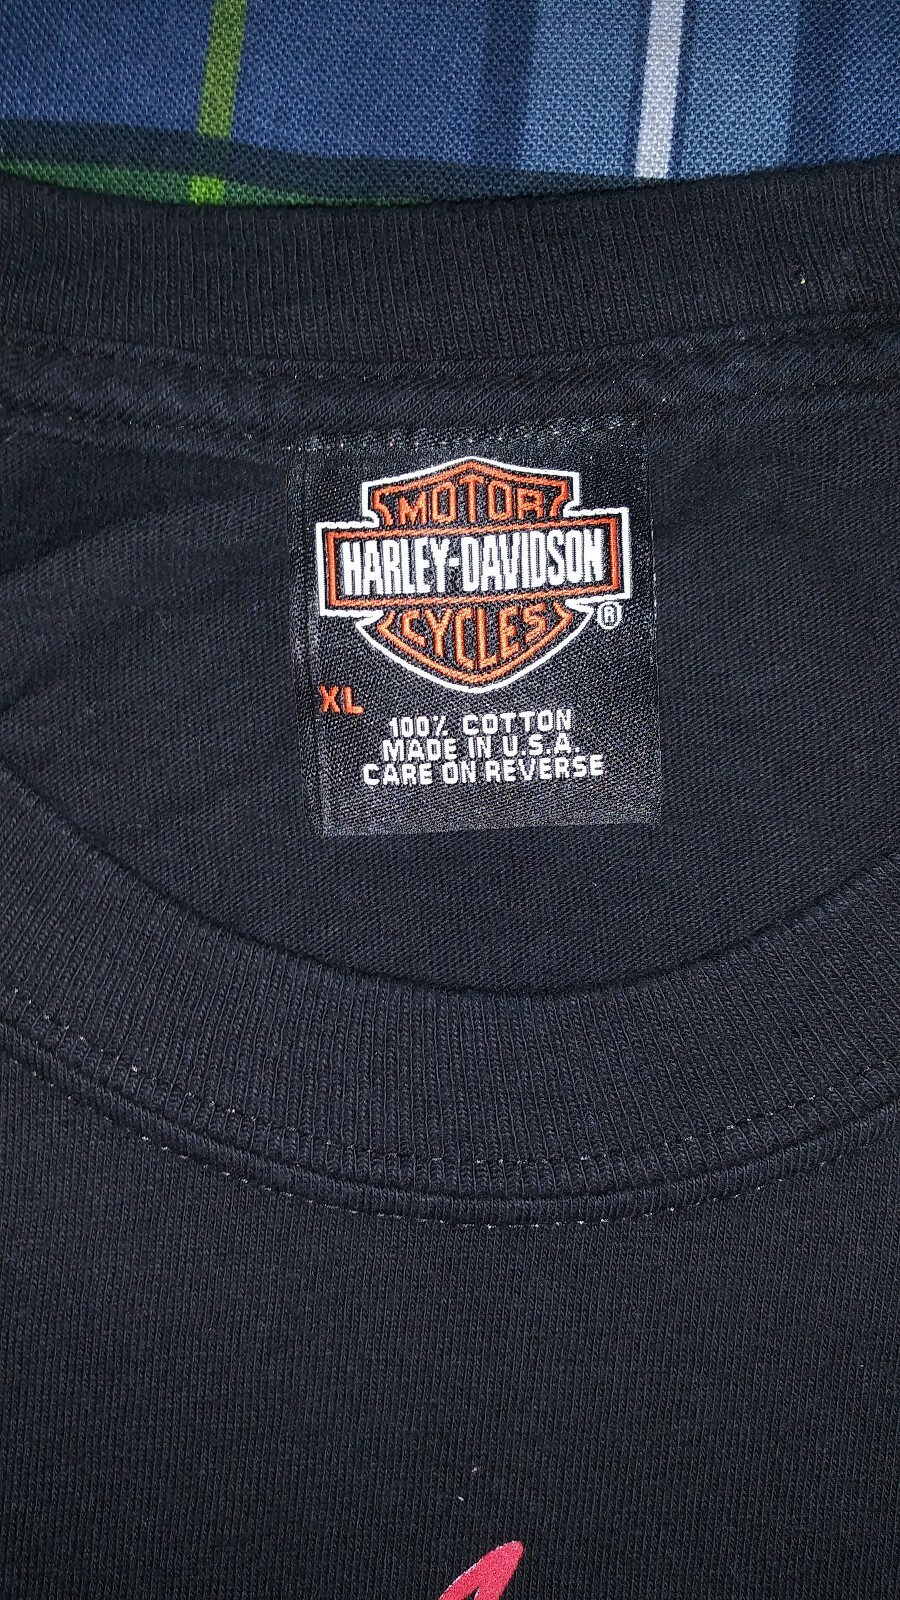 MOTOR
HARLEY-DAVIDSON
CYCLES
®
XL
100% COTTON
MADE IN U.S.A.
CARE ON REVERSE